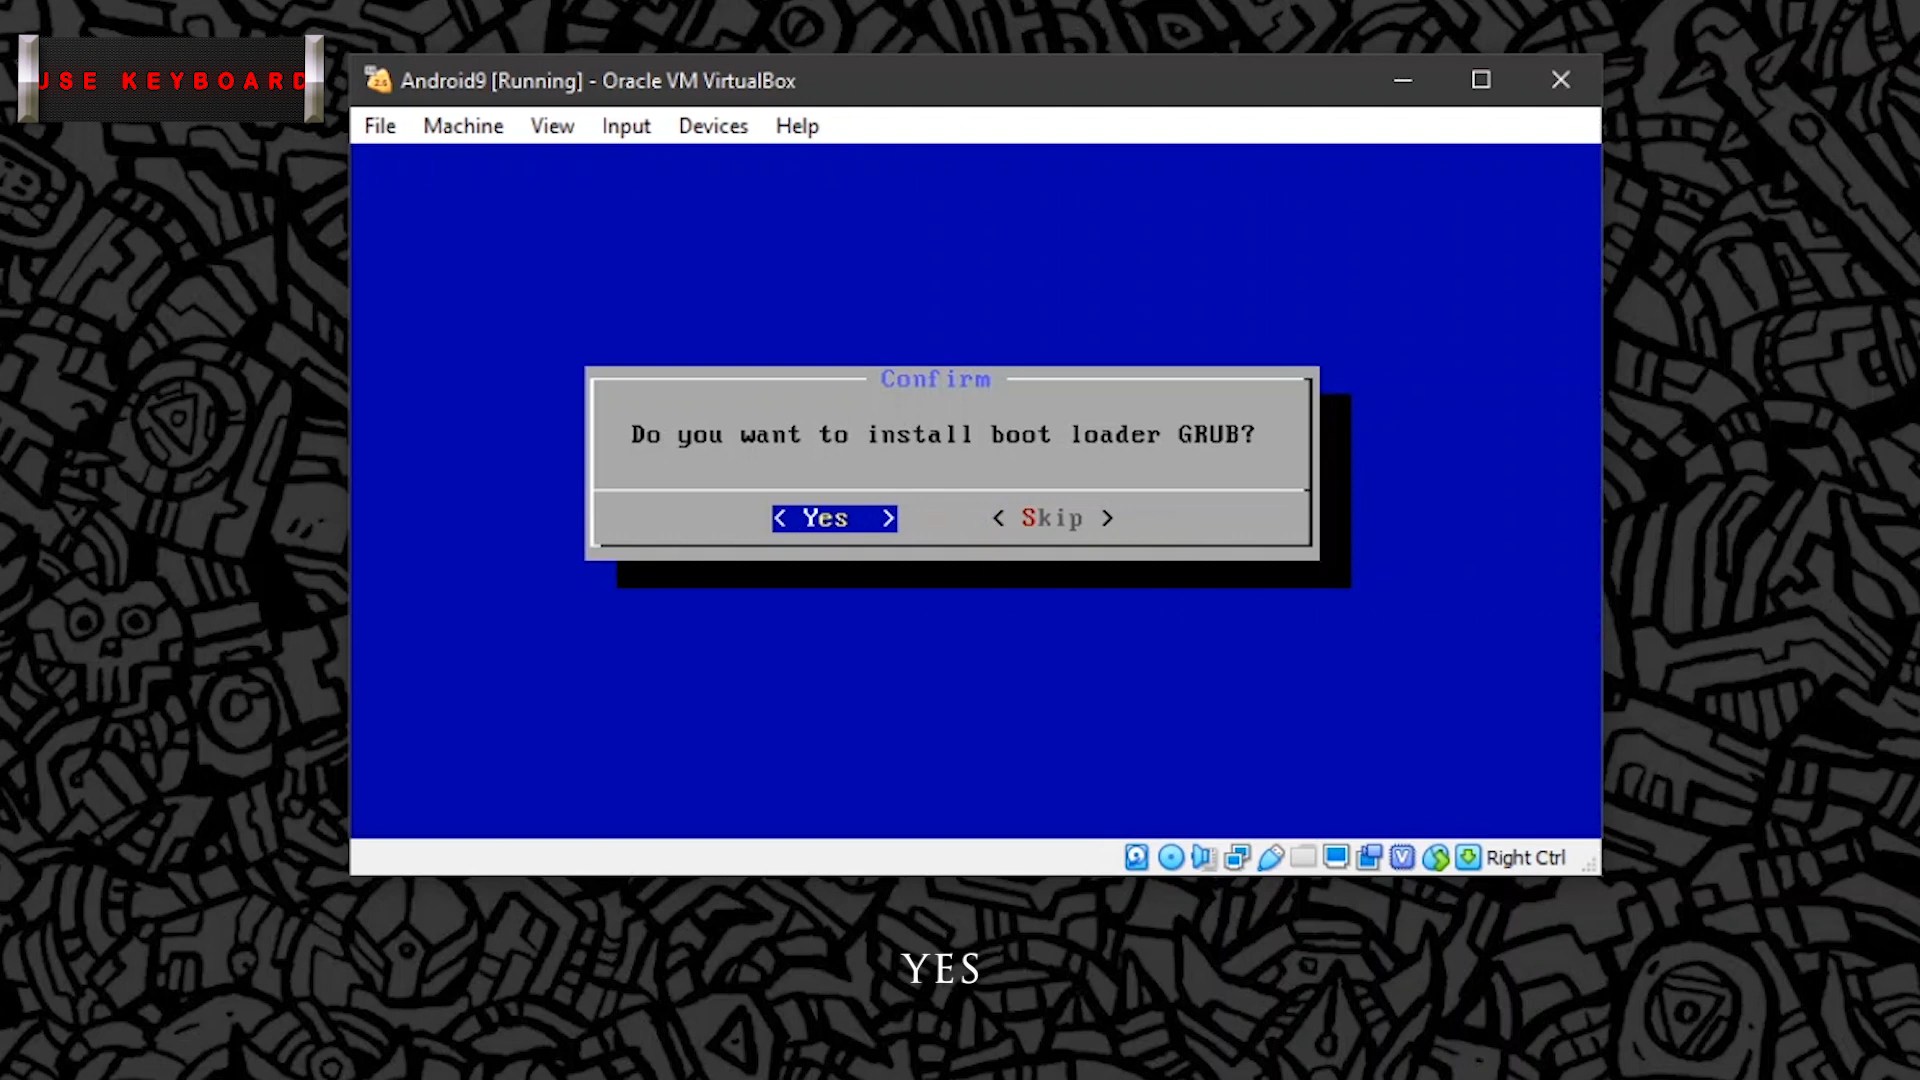 USE KEYBOARD
Android9 [Running] - Oracle VM VirtualBox
File Machine View Input Devices Help
Confirm
Do you want to install boot loader GRUB?
< Yes > < Skip >
Right Ctrl
YES